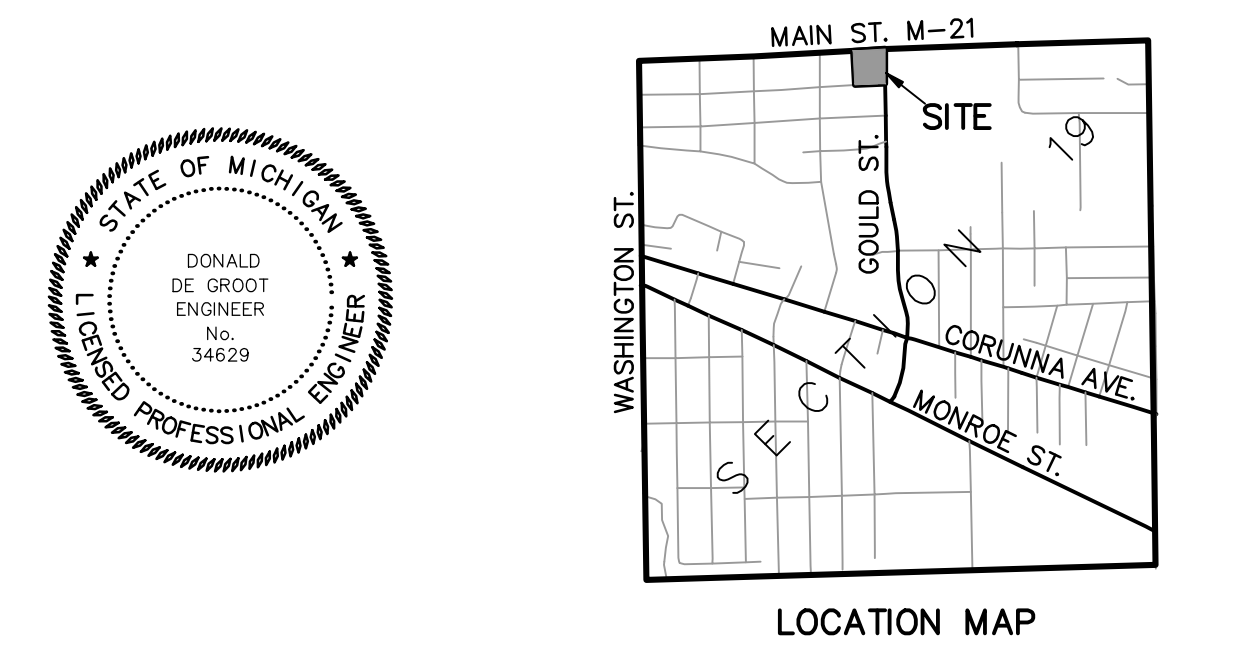 STATE OF MICHIGAN
DONALD
DE GROOT
ENGINEER
No.
34629
LICENSED PROFESSIONAL ENGINEER
MAIN ST. M-21
SITE
WASHINGTON ST.
GOULD ST.
SECTION 19
CORUNNA AVE.
MONROE ST.
LOCATION MAP